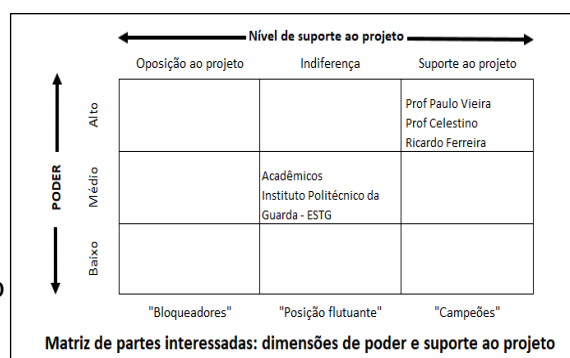 Nível de suporte ao projeto
Oposição ao projeto
Indiferença
Suporte ao projeto
PODER
Alto
Prof Paulo Vieira
Prof Celestino
Ricardo Ferreira
Médio
Acadêmicos
Instituto Politécnico da
Guarda - ESTG
Baixo
"Bloqueadores"
"Posição flutuante"
"Campeões"
Matriz de partes interessadas: dimensões de poder e suporte ao projeto